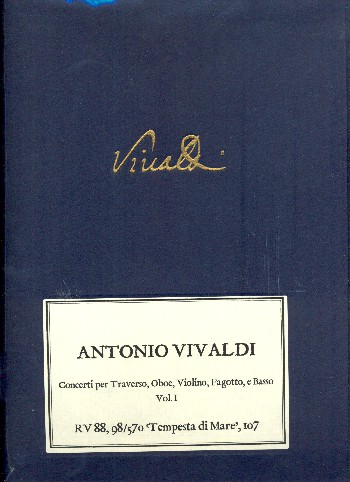 Vivaldi
ANTONIO VIVALDI
Concerti per Traverso, Oboe, Violino, Fagotto, e Basso
Vol. I
RV 88, 98/570 'Tempesta di Mare', 107